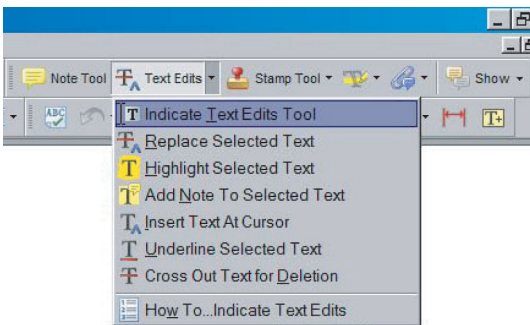 Note Tool Text Edits Stamp Tool Show
ABC T+
T Indicate Text Edits Tool
T Replace Selected Text
T Highlight Selected Text
T Add Note To Selected Text
T Insert Text At Cursor
T Underline Selected Text
T Cross Out Text for Deletion
How To...Indicate Text Edits